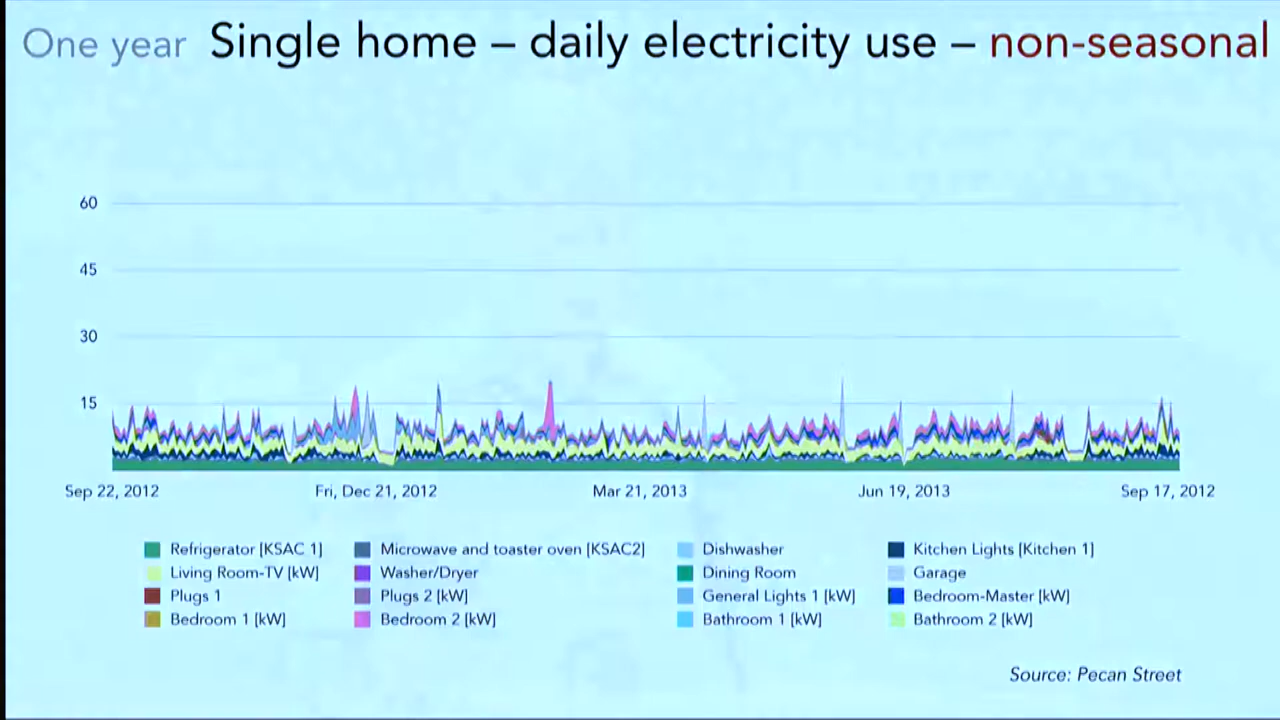 One year Single home – daily electricity use – non-seasonal
60
45
30
15
Sep 22, 2012 Fri, Dec 21, 2012 Mar 21, 2013 Jun 19, 2013 Sep 17, 2012
Refrigerator [KSAC 1] Microwave and toaster oven [KSAC2] Dishwasher Kitchen Lights [Kitchen 1]
Living Room-TV [kW] Washer/Dryer Dining Room Garage
Plugs 1 Plugs 2 [kW] General Lights 1 [kW] Bedroom-Master [kW]
Bedroom 1 [kW] Bedroom 2 [kW] Bathroom 1 [kW] Bathroom 2 [kW]
Source: Pecan Street